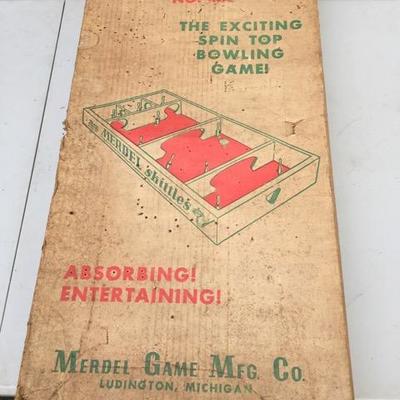 THE EXCITING
SPIN TOP
BOWLING
GAME!
MERDEL skittles
ABSORBING!
ENTERTAINING!
MERDEL GAME MFG. CO.
LUDINGTON, MICHIGAN